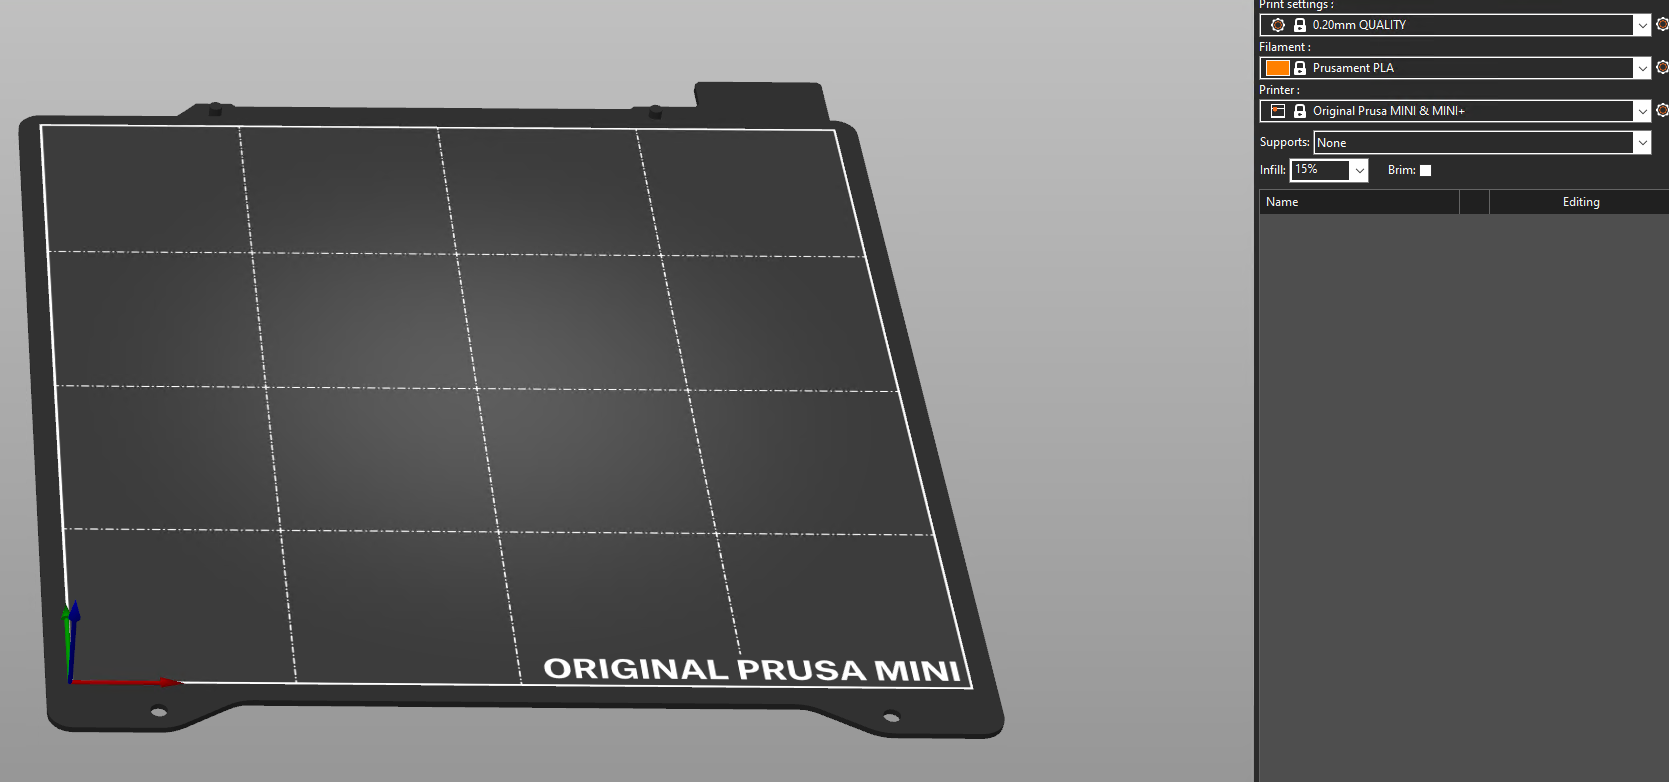 Print settings :
0.20mm QUALITY
Filament :
Prusament PLA
Printer :
Original Prusa MINI & MINI+
Supports: None
Infill: 15% Brim:
Name Editing
ORIGINAL PRUSA MINI